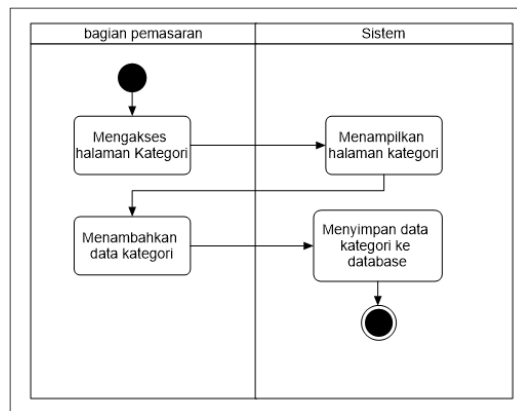 bagian pemasaran
Sistem
Mengakses
halaman Kategori
Menampilkan
halaman kategori
Menambahkan
data kategori
Menyimpan data
kategori ke
database